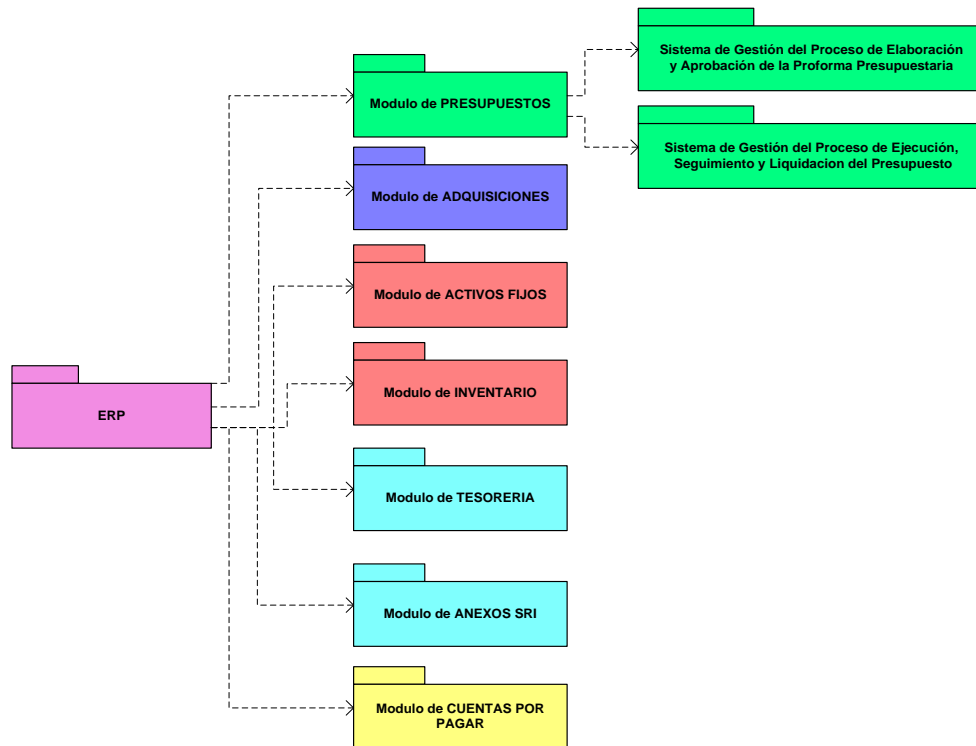 Sistema de Gestión del Proceso de Elaboración
y Aprobación de la Proforma Presupuestaria
Modulo de PRESUPUESTOS
Sistema de Gestión del Proceso de Ejecución,
Seguimiento y Liquidacion del Presupuesto
Modulo de ADQUISICIONES
Modulo de ACTIVOS FIJOS
Modulo de INVENTARIO
ERP
Modulo de TESORERIA
Modulo de ANEXOS SRI
Modulo de CUENTAS POR
PAGAR